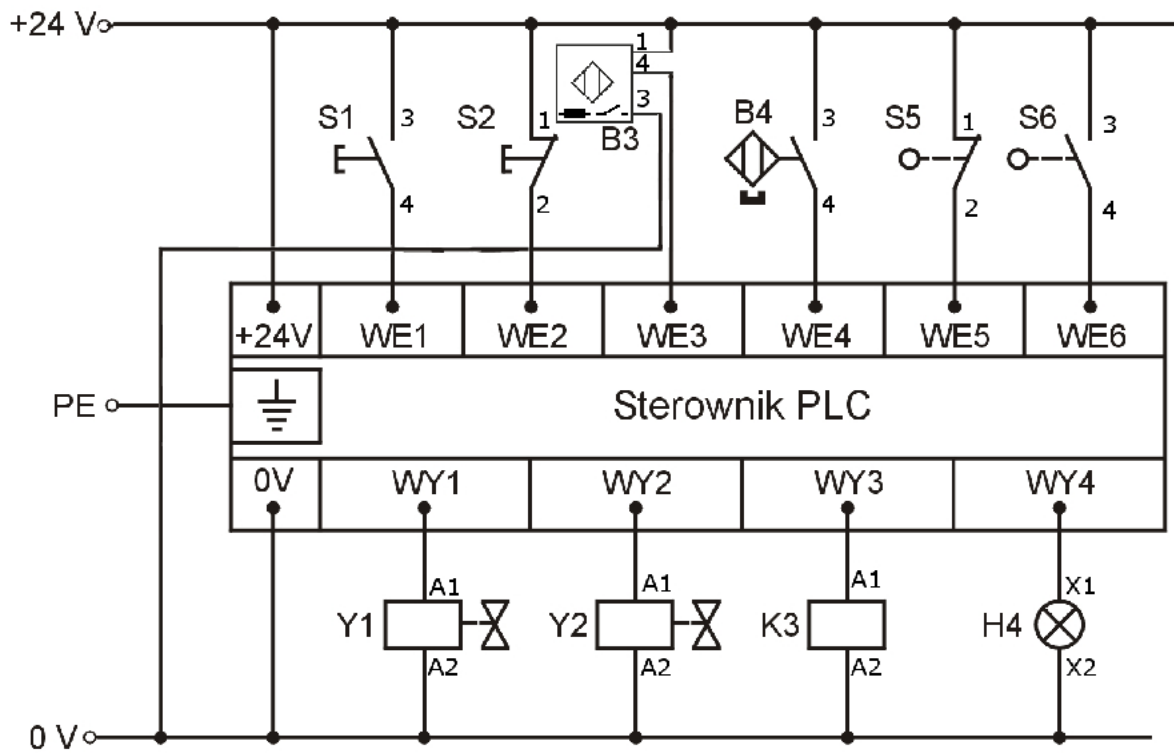 +24 V
1
4
3
B3
S1
3
4
S2
1
2
B4
3
4
S5
1
2
S6
3
4
+24V WE1 WE2 WE3 WE4 WE5 WE6
PE
Sterownik PLC
0V WY1 WY2 WY3 WY4
A1 A1 A1 X1
Y1 Y2 K3 H4
A2 A2 A2 X2
0 V